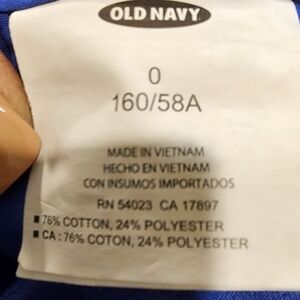 OLD NAVY.
0
160/58A
MADE IN VIETNAM
HECHO EN VIETNAM
CON INSUMOS IMPORTADOS
RN 54023 CA 17897
■ 76% COTTON, 24% POLYESTER
■ CA : 76% COTON, 24% POLYESTER